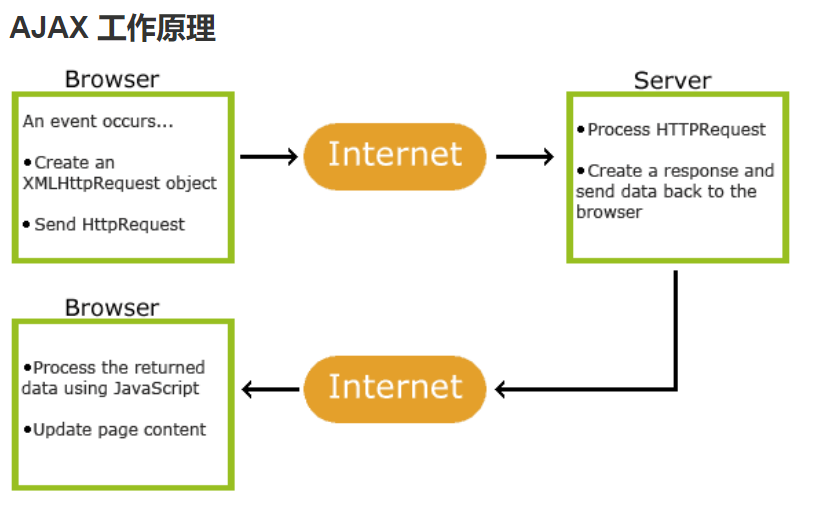 AJAX 工作原理
Browser
An event occurs...
•Create an
XMLHttpRequest object
• Send HttpRequest
Internet
Server
•Process HTTPRequest
•Create a response and
send data back to the
browser
Browser
•Process the returned
data using JavaScript
•Update page content
Internet